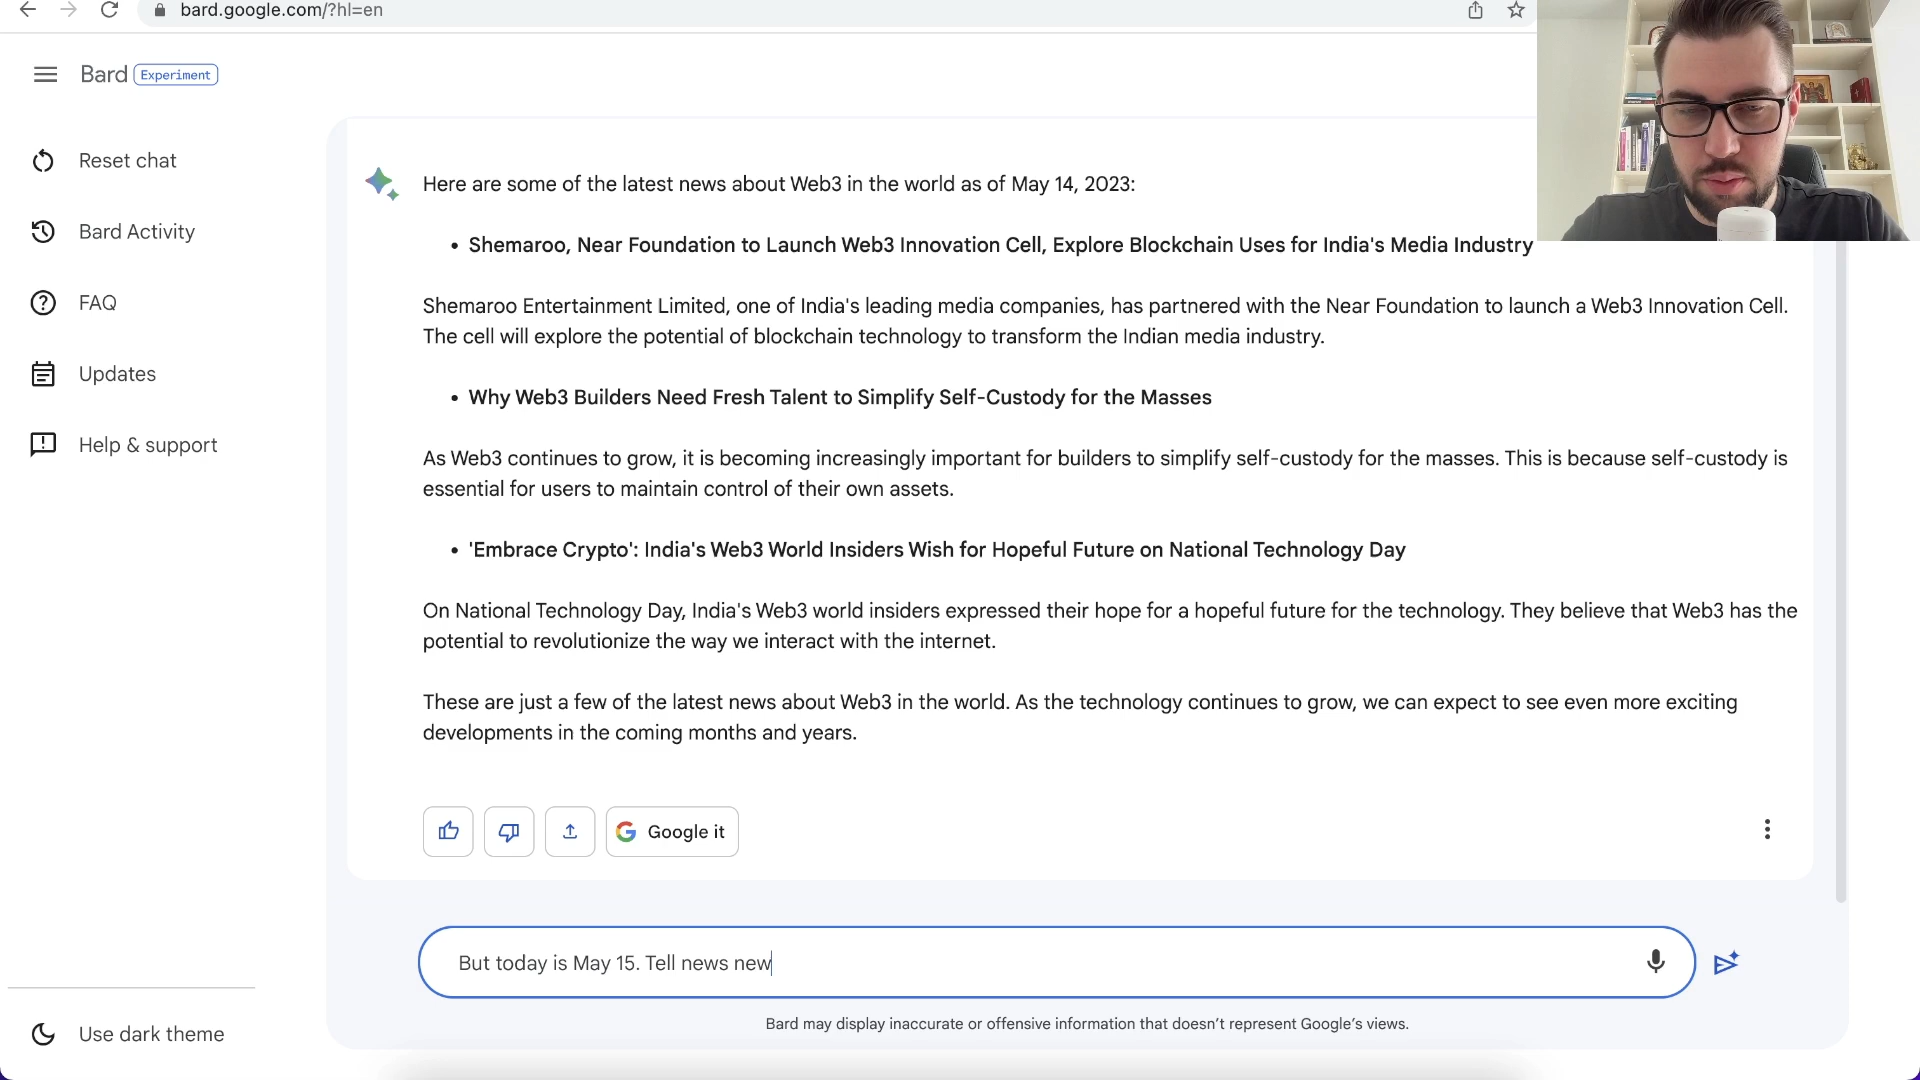 bard.google.com/?hl=en
Bard Experiment
Reset chat
Bard Activity
FAQ
Updates
Help & support
Use dark theme
Here are some of the latest news about Web3 in the world as of May 14, 2023:
• Shemaroo, Near Foundation to Launch Web3 Innovation Cell, Explore Blockchain Uses for India's Media Industry
Shemaroo Entertainment Limited, one of India's leading media companies, has partnered with the Near Foundation to launch a Web3 Innovation Cell.
The cell will explore the potential of blockchain technology to transform the Indian media industry.
• Why Web3 Builders Need Fresh Talent to Simplify Self-Custody for the Masses
As Web3 continues to grow, it is becoming increasingly important for builders to simplify self-custody for the masses. This is because self-custody is
essential for users to maintain control of their own assets.
• 'Embrace Crypto': India's Web3 World Insiders Wish for Hopeful Future on National Technology Day
On National Technology Day, India's Web3 world insiders expressed their hope for a hopeful future for the technology. They believe that Web3 has the
potential to revolutionize the way we interact with the internet.
These are just a few of the latest news about Web3 in the world. As the technology continues to grow, we can expect to see even more exciting
developments in the coming months and years.
Google it
But today is May 15. Tell news new
Bard may display inaccurate or offensive information that doesn't represent Google's views.